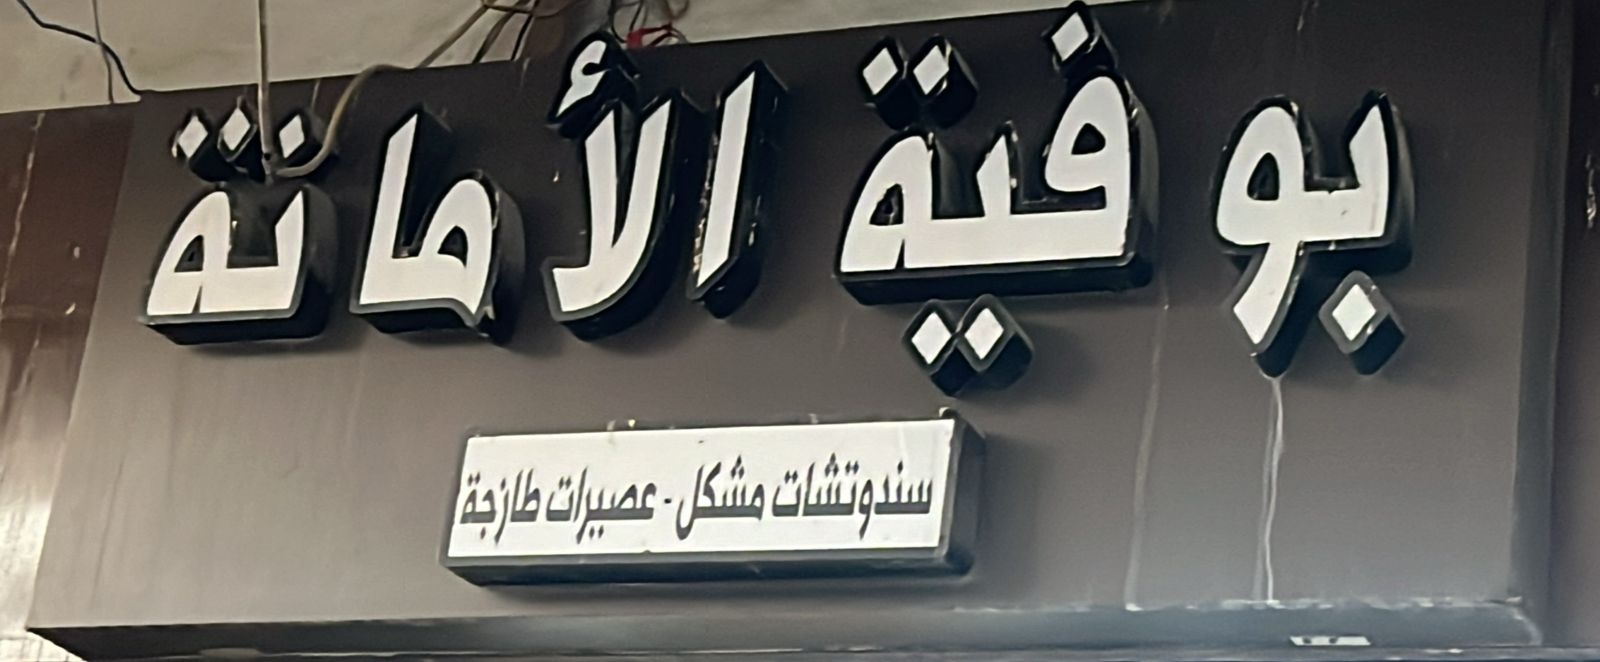 بوفية الأمانة
سندوتشات مشكل - عصيرات طازجة